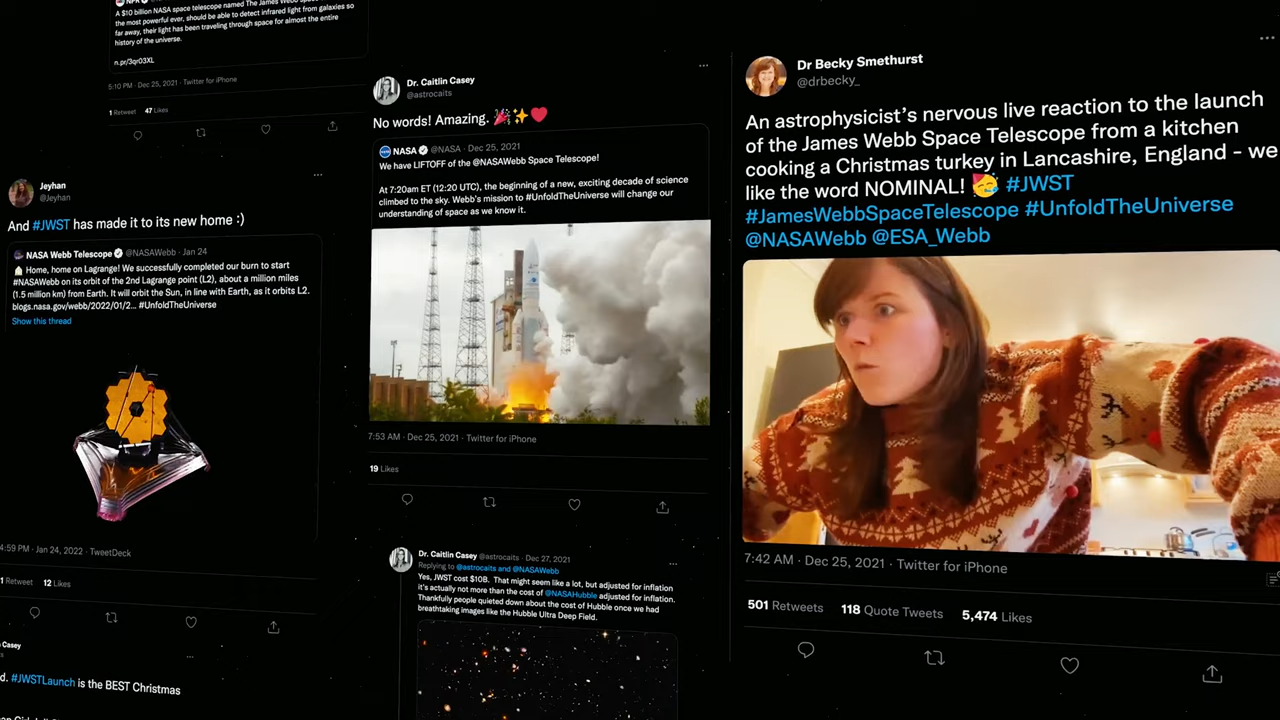 NPR
A $10 billion NASA space telescope named The James Webb Space
the most powerful ever, should be able to detect infrared light from galaxies so
far away, their light has been traveling through space for almost the entire
history of the universe.
n.pr/3qr03XL
5:10 PM · Dec 25, 2021 · Twitter for iPhone
1 Retweet 47 Likes
Jeyhan
@Jeyhan
And #JWST has made it to its new home :)
NASA Webb Telescope @NASAWebb · Jan 24
🏠 Home, home on Lagrange! We successfully completed our burn to start
#NASAWebb on its orbit of the 2nd Lagrange point (L2), about a million miles
(1.5 million km) from Earth. It will orbit the Sun, in line with Earth, as it orbits L2.
blogs.nasa.gov/webb/2022/01/2... #UnfoldTheUniverse
Show this thread
4:59 PM · Jan 24, 2022 · TweetDeck
1 Retweet 12 Likes
Casey
d. #JWSTLaunch is the BEST Christmas
Dr. Caitlin Casey
@astrocaits
No words! Amazing. 🎉✨❤️
NASA @NASA · Dec 25, 2021
We have LIFTOFF of the @NASAWebb Space Telescope!
At 7:20am ET (12:20 UTC), the beginning of a new, exciting decade of science
climbed to the sky. Webb's mission to #UnfoldTheUniverse will change our
understanding of space as we know it.
7:53 AM · Dec 25, 2021 · Twitter for iPhone
19 Likes
Dr. Caitlin Casey @astrocaits · Dec 27, 2021
Replying to @astrocaits and @NASAWebb
Yes, JWST cost $10B. That might seem like a lot, but adjusted for inflation
it's actually not more than the cost of @NASAHubble adjusted for inflation.
Thankfully people quieted down about the cost of Hubble once we had
breathtaking images like the Hubble Ultra Deep Field.
Dr Becky Smethurst
@drbecky_
An astrophysicist's nervous live reaction to the launch
of the James Webb Space Telescope from a kitchen
cooking a Christmas turkey in Lancashire, England - we
like the word NOMINAL! 🥳 #JWST
#JamesWebbSpaceTelescope #UnfoldTheUniverse
@NASAWebb @ESA_Webb
7:42 AM · Dec 25, 2021 · Twitter for iPhone
501 Retweets 118 Quote Tweets 5,474 Likes